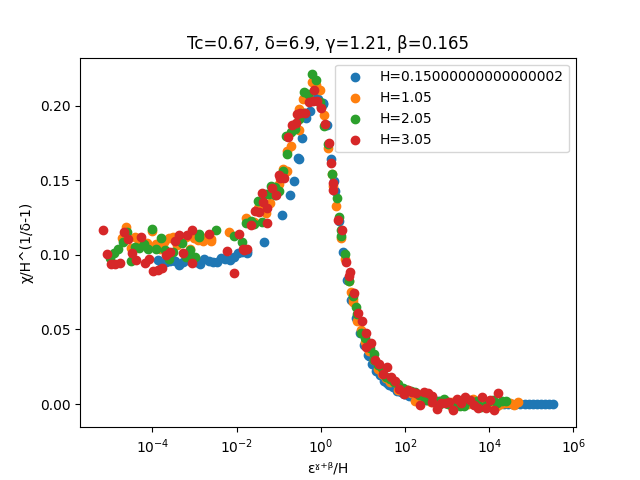 Tc=0.67, δ=6.9, γ=1.21, β=0.165
H=0.15000000000000002
H=1.05
H=2.05
H=3.05
χ/H^(1/δ-1)
0.20
0.15
0.10
0.05
0.00
10⁻⁴
10⁻²
10⁰
10²
10⁴
10⁶
εᵞ⁺ᵝ/H